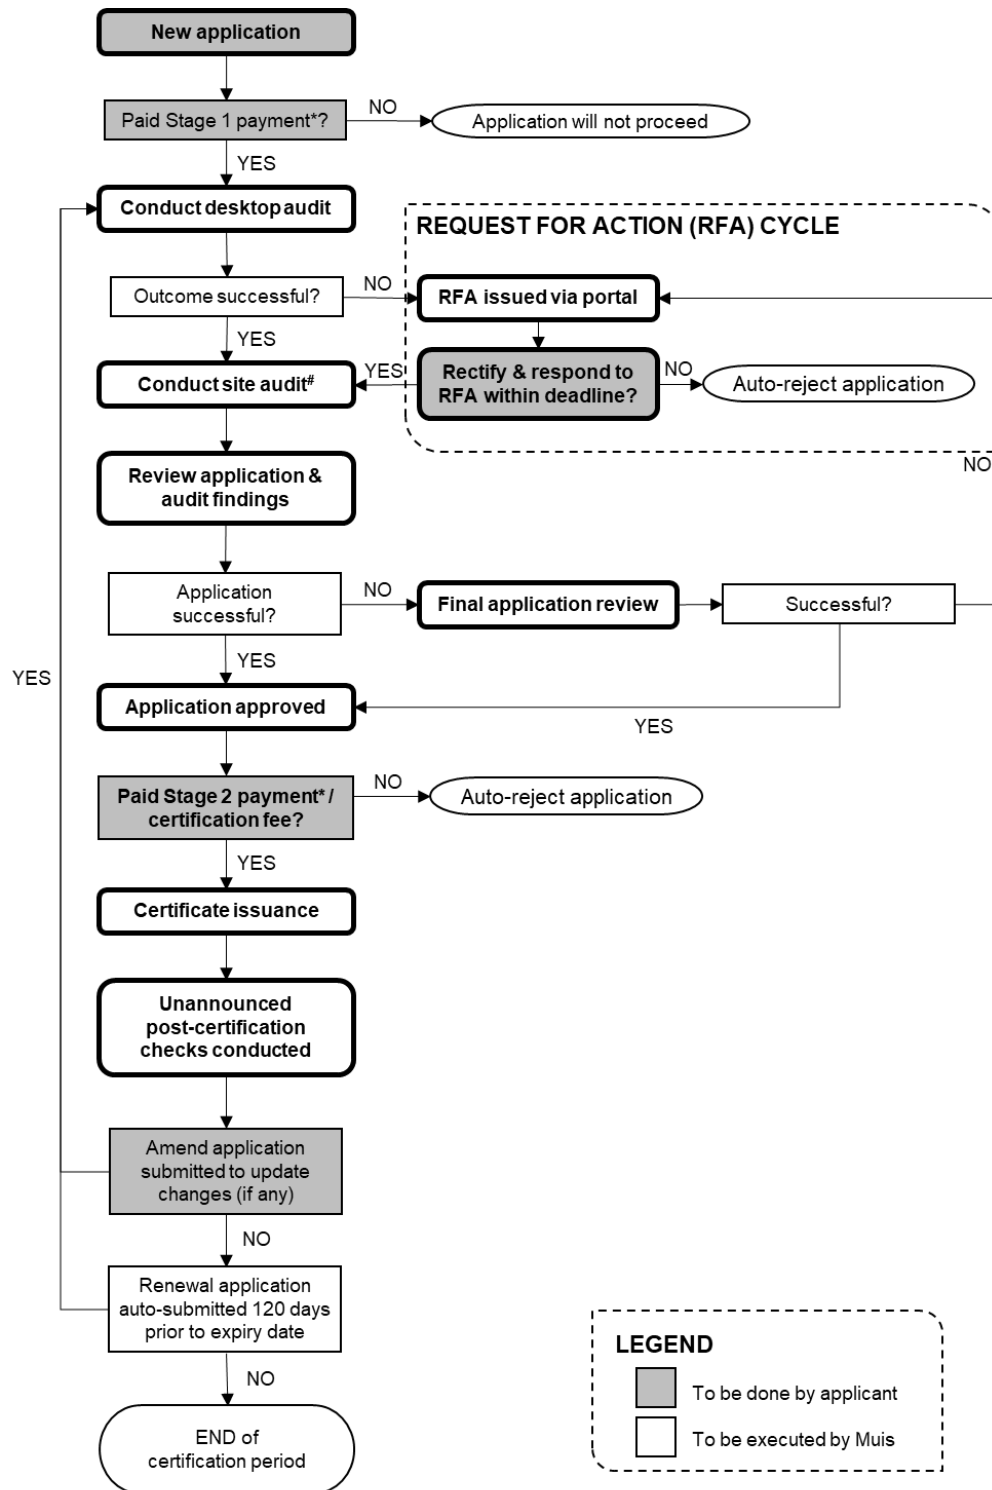 New application
Paid Stage 1 payment*?
NO
Application will not proceed
YES
Conduct desktop audit
REQUEST FOR ACTION (RFA) CYCLE
Outcome successful?
NO
RFA issued via portal
YES
Conduct site audit#
YES
Rectify & respond to
RFA within deadline?
NO
Auto-reject application
NO
Review application &
audit findings
Application
successful?
NO
Final application review
Successful?
YES
YES
Application approved
YES
Paid Stage 2 payment* /
certification fee?
NO
Auto-reject application
YES
Certificate issuance
Unannounced
post-certification
checks conducted
Amend application
submitted to update
changes (if any)
NO
Renewal application
auto-submitted 120 days
prior to expiry date
NO
END of
certification period
LEGEND
To be done by applicant
To be executed by Muis